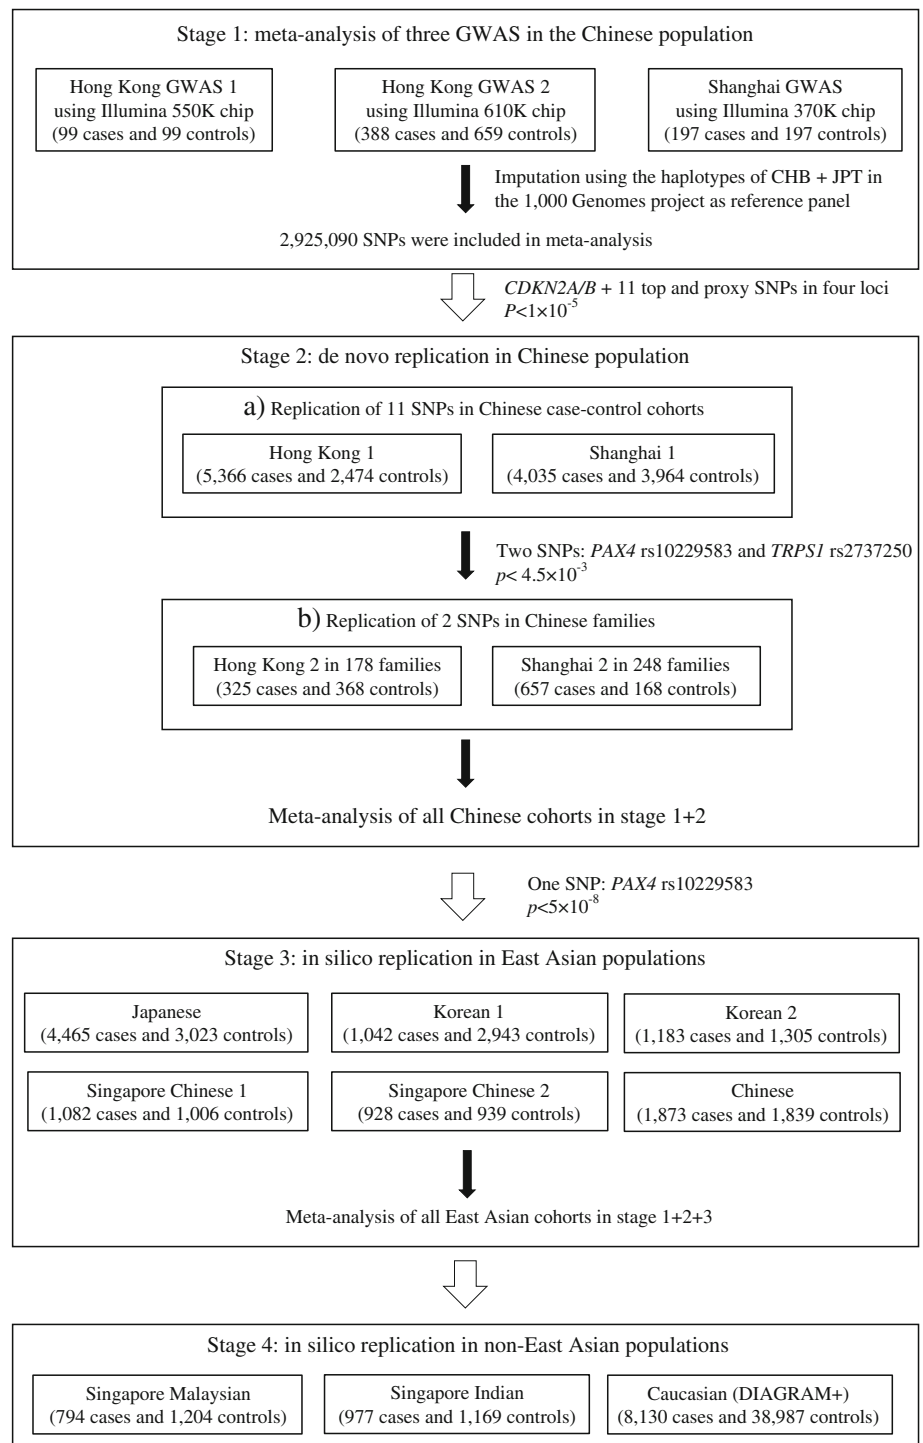 Stage 1: meta-analysis of three GWAS in the Chinese population
Hong Kong GWAS 1
using Illumina 550K chip
(99 cases and 99 controls)
Hong Kong GWAS 2
using Illumina 610K chip
(388 cases and 659 controls)
Shanghai GWAS
using Illumina 370K chip
(197 cases and 197 controls)
Imputation using the haplotypes of CHB + JPT in
the 1,000 Genomes project as reference panel
2,925,090 SNPs were included in meta-analysis
CDKN2A/B + 11 top and proxy SNPs in four loci
P<1×10⁻⁵
Stage 2: de novo replication in Chinese population
a) Replication of 11 SNPs in Chinese case-control cohorts
Hong Kong 1
(5,366 cases and 2,474 controls)
Shanghai 1
(4,035 cases and 3,964 controls)
Two SNPs: PAX4 rs10229583 and TRPS1 rs2737250
p< 4.5×10⁻³
b) Replication of 2 SNPs in Chinese families
Hong Kong 2 in 178 families
(325 cases and 368 controls)
Shanghai 2 in 248 families
(657 cases and 168 controls)
Meta-analysis of all Chinese cohorts in stage 1+2
One SNP: PAX4 rs10229583
p<5×10⁻⁸
Stage 3: in silico replication in East Asian populations
Japanese
(4,465 cases and 3,023 controls)
Korean 1
(1,042 cases and 2,943 controls)
Korean 2
(1,183 cases and 1,305 controls)
Singapore Chinese 1
(1,082 cases and 1,006 controls)
Singapore Chinese 2
(928 cases and 939 controls)
Chinese
(1,873 cases and 1,839 controls)
Meta-analysis of all East Asian cohorts in stage 1+2+3
Stage 4: in silico replication in non-East Asian populations
Singapore Malaysian
(794 cases and 1,204 controls)
Singapore Indian
(977 cases and 1,169 controls)
Caucasian (DIAGRAM+)
(8,130 cases and 38,987 controls)